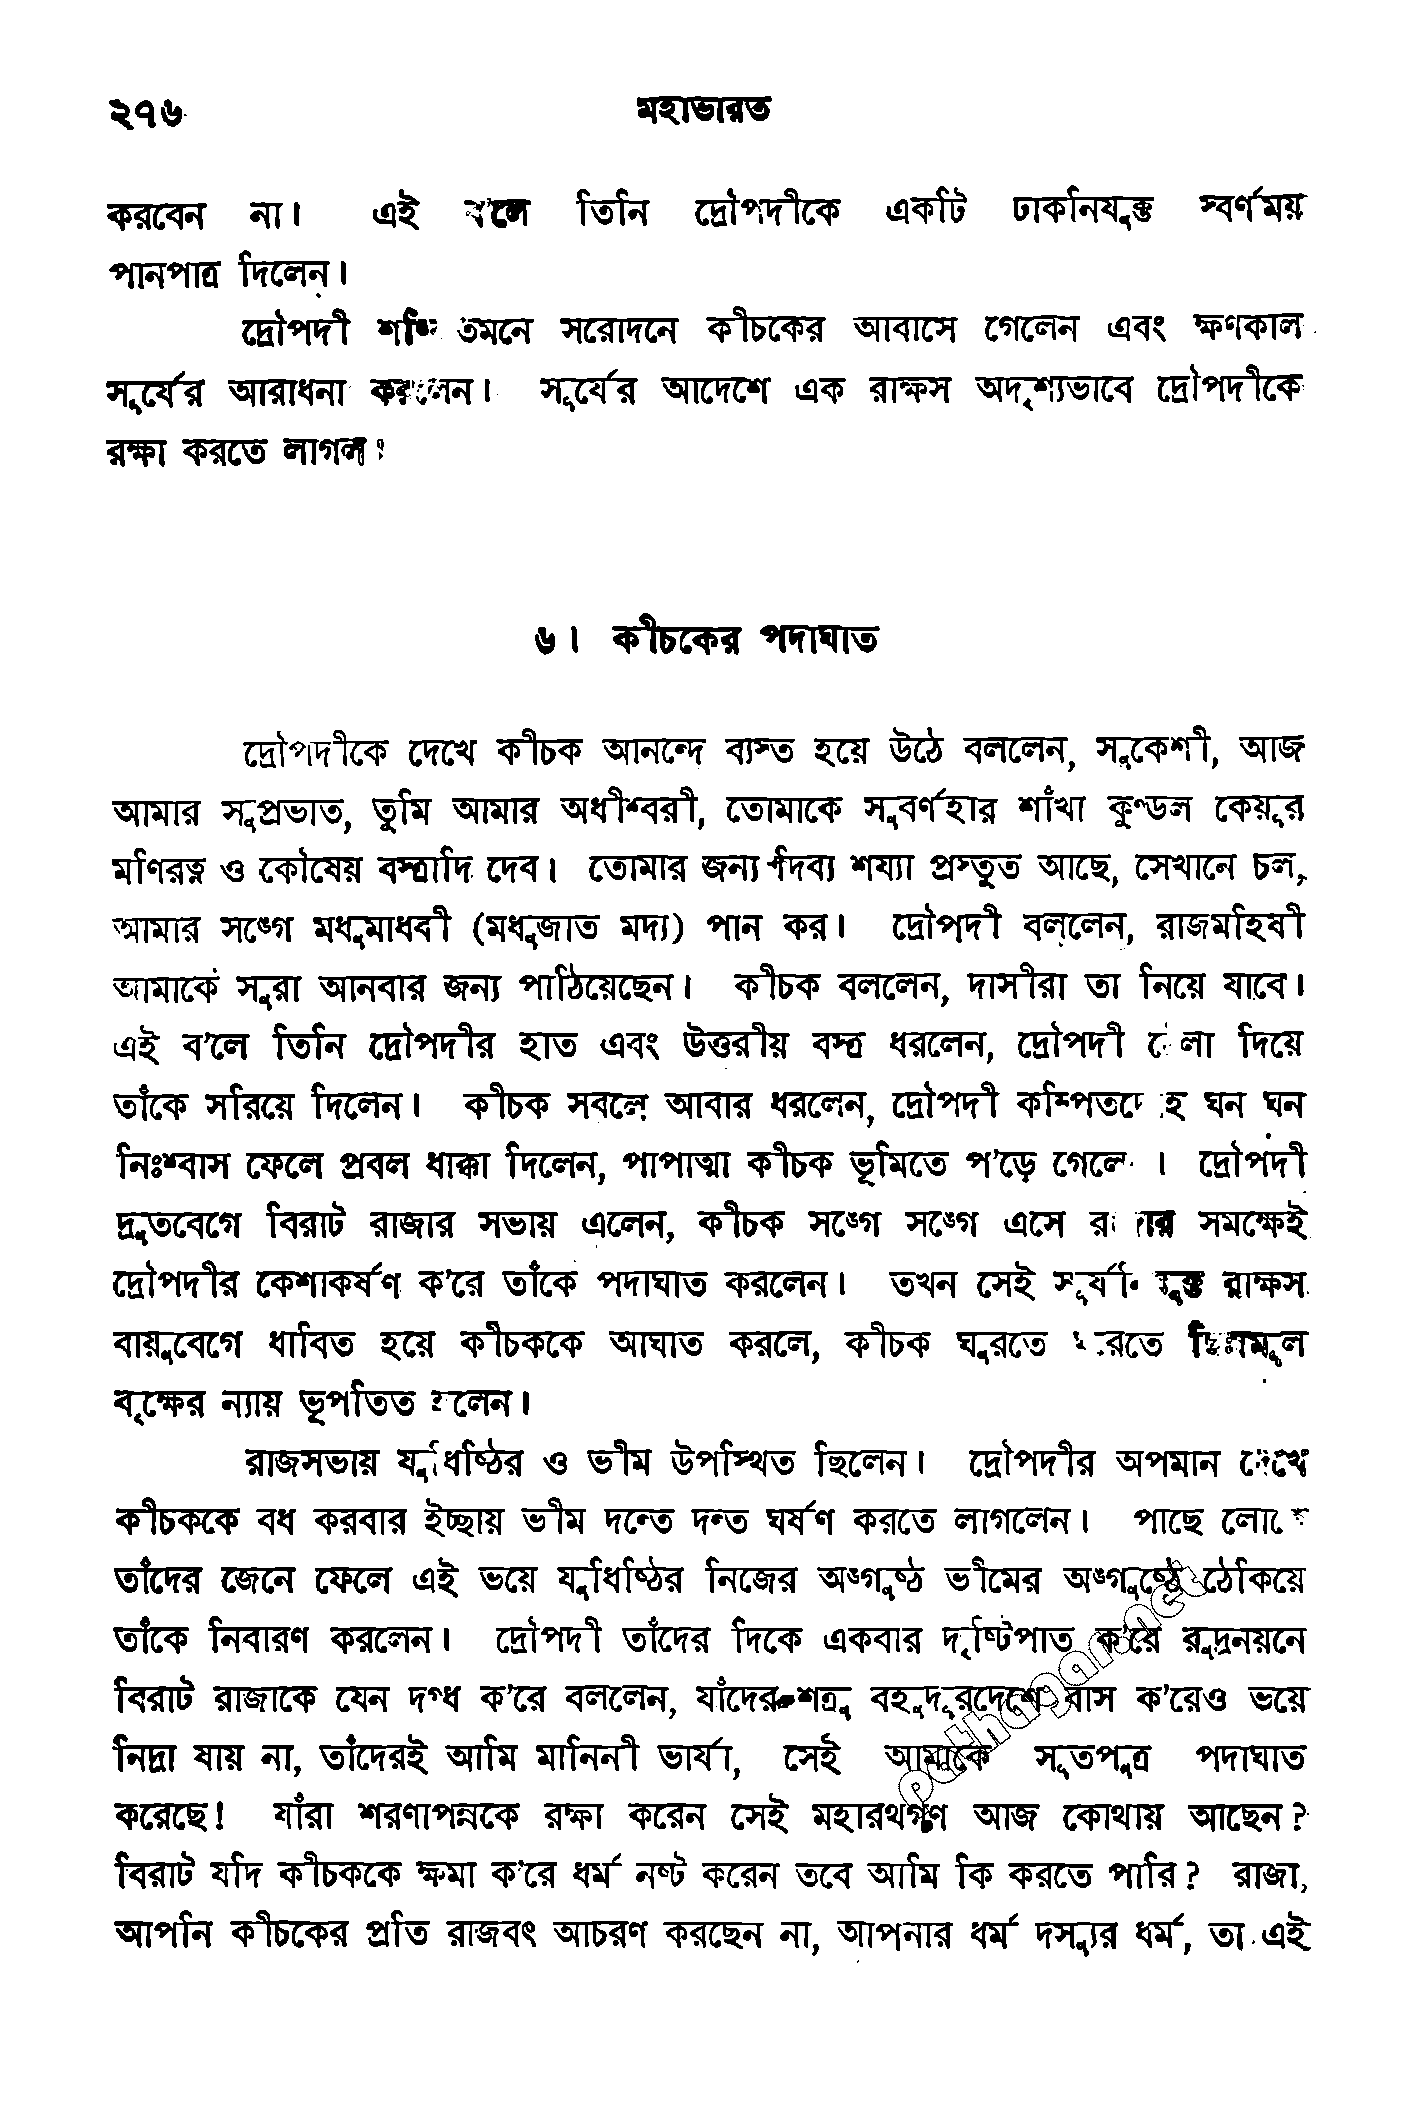 ২৭৬ মহাভারত
করবেন না। এই ব'লে তিনি দ্রৌপদীকে একটি ঢাকনিযুক্ত স্বর্ণময়
পানপাত্র দিলেন।
দ্রৌপদী শঙ্কিতমনে সরোদনে কীচকের আবাসে গেলেন এবং ক্ষণকাল
সূর্যের আরাধনা করলেন। সূর্যের আদেশে এক রাক্ষস অদৃশ্যভাবে দ্রৌপদীকে
রক্ষা করতে লাগল।
৬। কীচকের পদাঘাত
দ্রৌপদীকে দেখে কীচক আনন্দে ব্যস্ত হয়ে উঠে বললেন, সুকেশী, আজ
আমার সুপ্রভাত, তুমি আমার অধীশ্বরী, তোমাকে সুবর্ণহার শাঁখা কুণ্ডল কেয়ূর
মণিরত্ন ও কৌষেয় বস্ত্রাদি দেব। তোমার জন্য দিব্য শয্যা প্রস্তুত আছে, সেখানে চল,
আমার সঙ্গে মধুমাধবী (মধুজাত মদ্য) পান কর। দ্রৌপদী বললেন, রাজমহিষী
আমাকে সুরা আনবার জন্য পাঠিয়েছেন। কীচক বললেন, দাসীরা তা নিয়ে যাবে।
এই ব'লে তিনি দ্রৌপদীর হাত এবং উত্তরীয় বস্ত্র ধরলেন, দ্রৌপদী ঠেলা দিয়ে
তাঁকে সরিয়ে দিলেন। কীচক সবলে আবার ধরলেন, দ্রৌপদী কম্পিতদেহে ঘন ঘন
নিঃশ্বাস ফেলে প্রবল ধাক্কা দিলেন, পাপাত্মা কীচক ভূমিতে প'ড়ে গেলেন। দ্রৌপদী
দ্রুতবেগে বিরাট রাজার সভায় এলেন, কীচক সঙ্গে সঙ্গে এসে রাজার সমক্ষেই
দ্রৌপদীর কেশাকর্ষণ ক'রে তাঁকে পদাঘাত করলেন। তখন সেই সূর্যনিযুক্ত রাক্ষস
বায়ুবেগে ধাবিত হয়ে কীচককে আঘাত করলে, কীচক ঘুরতে ঘুরতে ছিন্নমূল
বৃক্ষের ন্যায় ভূপতিত হলেন।
রাজসভায় যুধিষ্ঠির ও ভীম উপস্থিত ছিলেন। দ্রৌপদীর অপমান দেখে
কীচককে বধ করবার ইচ্ছায় ভীম দন্তে দন্ত ঘর্ষণ করতে লাগলেন। পাছে লোকে
তাঁদের জেনে ফেলে এই ভয়ে যুধিষ্ঠির নিজের অঙ্গুষ্ঠ ভীমের অঙ্গুষ্ঠে ঠেকিয়ে
তাঁকে নিবারণ করলেন। দ্রৌপদী তাঁদের দিকে একবার দৃষ্টিপাত ক'রে রুদ্রনয়নে
বিরাট রাজাকে যেন দগ্ধ ক'রে বললেন, যাঁদের শত্রু বহুদূরদেশে বাস ক'রেও ভয়ে
নিদ্রা যায় না, তাঁদেরই আমি মানিনী ভার্যা, সেই আমাকে সূতপুত্র পদাঘাত
করেছে! যাঁরা শরণাপন্নকে রক্ষা করেন সেই মহারথগণ আজ কোথায় আছেন?
বিরাট যদি কীচককে ক্ষমা ক'রে ধর্ম নষ্ট করেন তবে আমি কি করতে পারি? রাজা,
আপনি কীচকের প্রতি রাজবৎ আচরণ করছেন না, আপনার ধর্ম দস্যুর ধর্ম, তা এই
pathagar.net